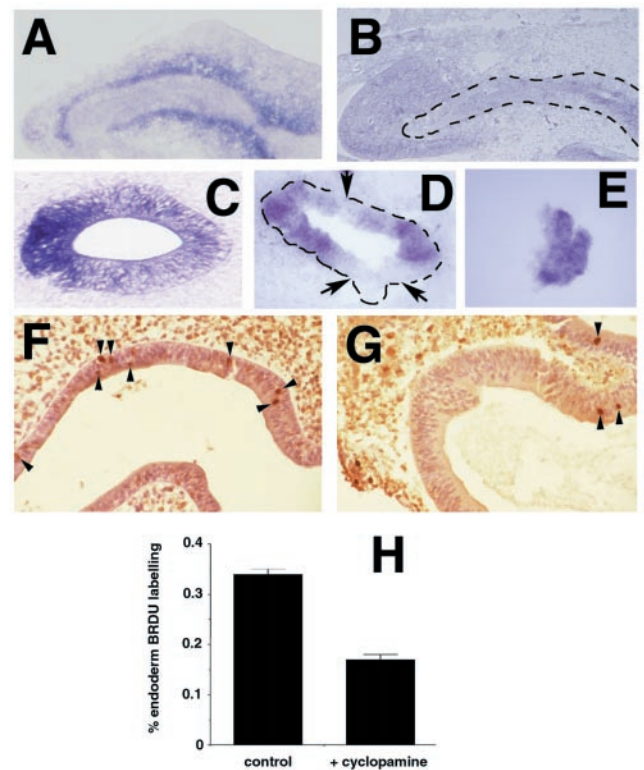 A
B
C
D
E
F
G
H
% endoderm BRDU labelling
0.4
0.3
0.2
0.1
0
control
+ cyclopamine